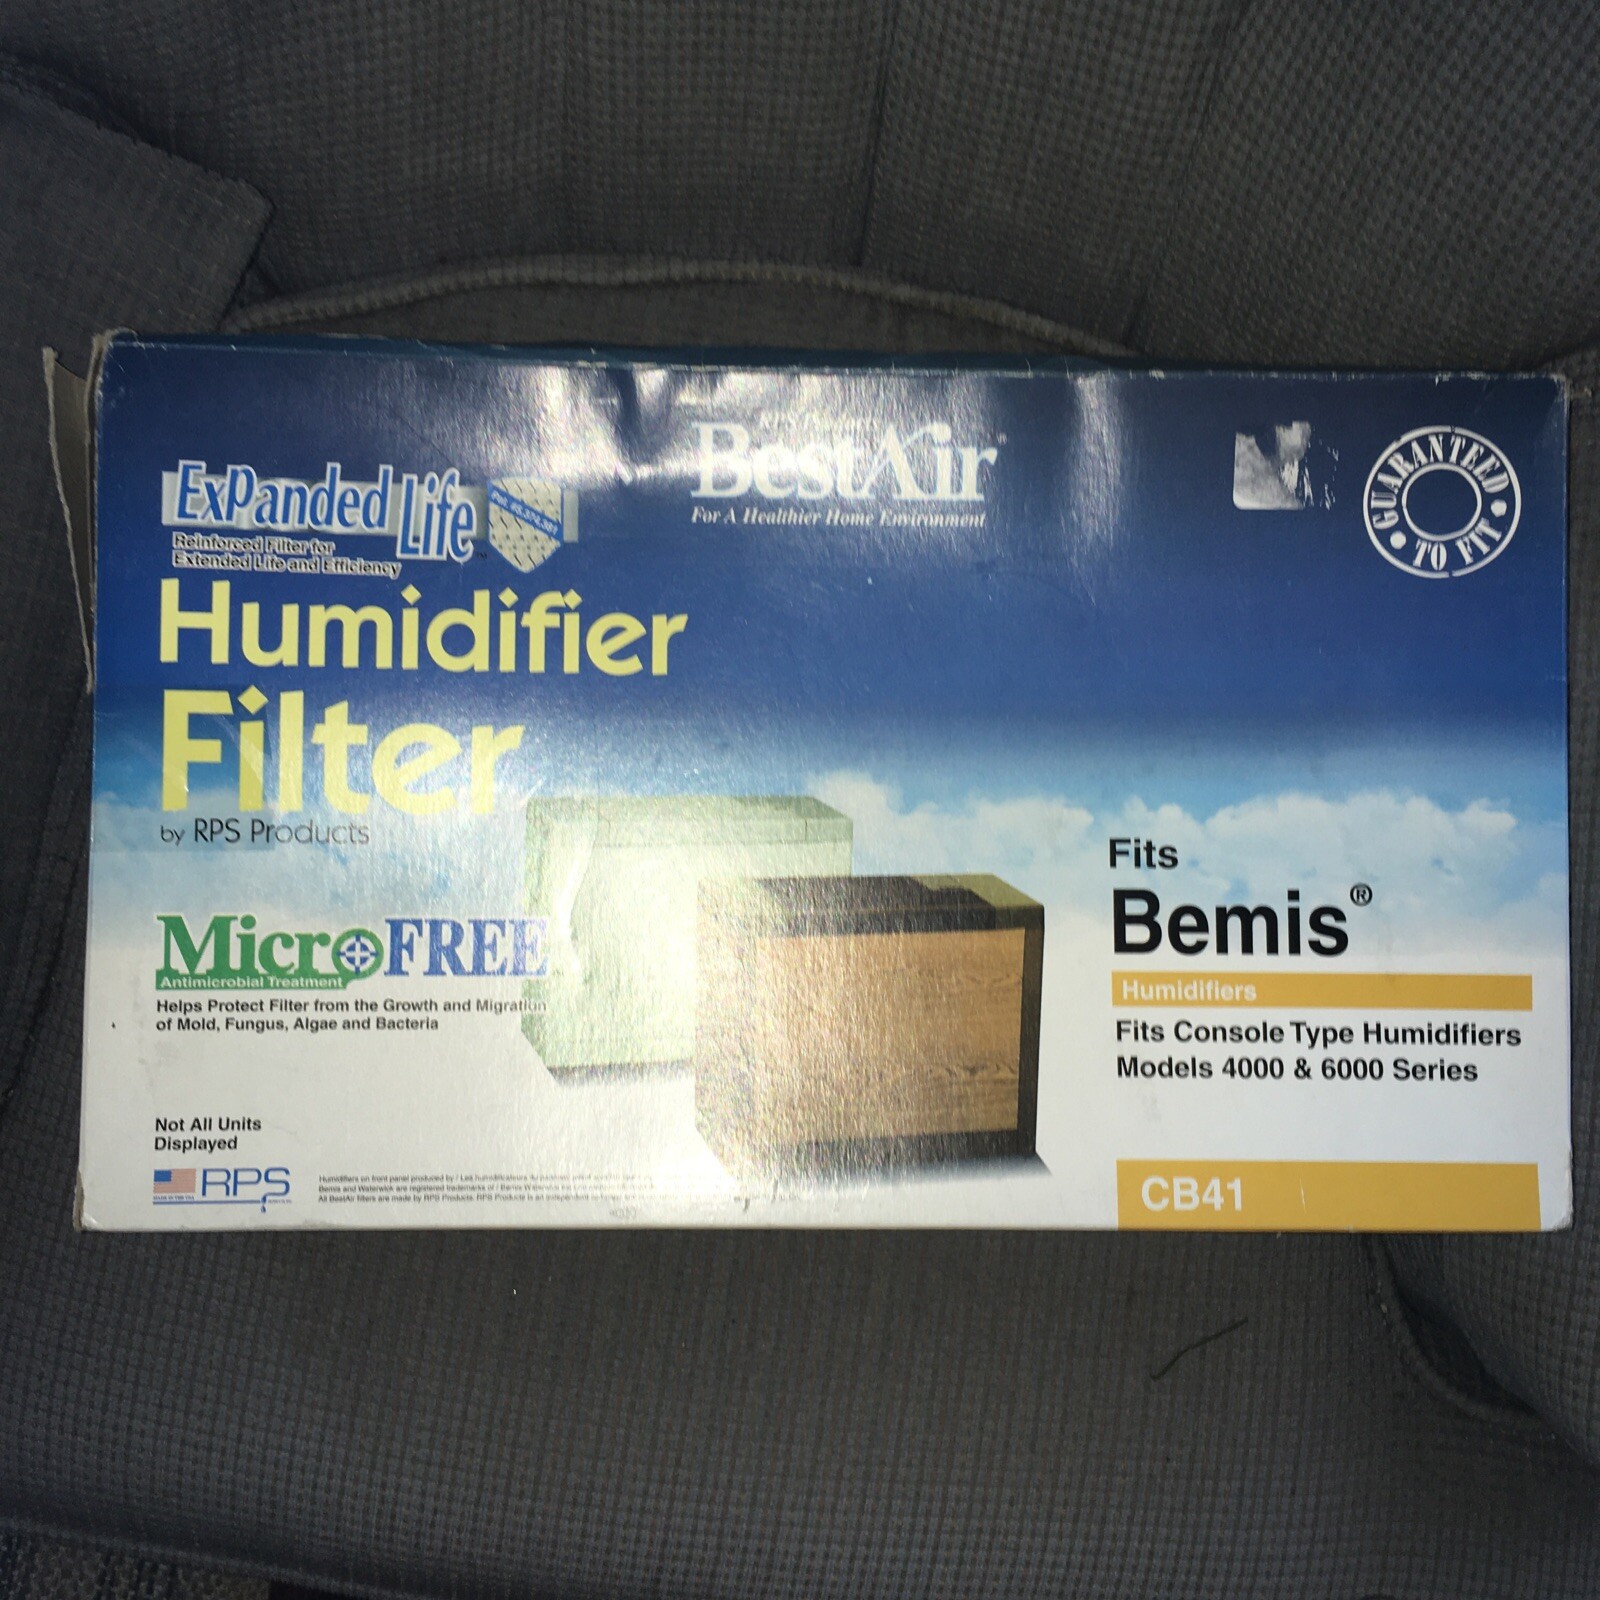 BestAir®
For A Healthier Home Environment
GUARANTEED
TO FIT
Expanded Life™
Reinforced Filter for
Extended Life and Efficiency
Humidifier
Filter
by RPS Products
MicroFREE
Antimicrobial Treatment
Helps Protect Filter from the Growth and Migration
of Mold, Fungus, Algae and Bacteria
Not All Units
Displayed
RPS
Fits
Bemis®
Humidifiers
Fits Console Type Humidifiers
Models 4000 & 6000 Series
CB41